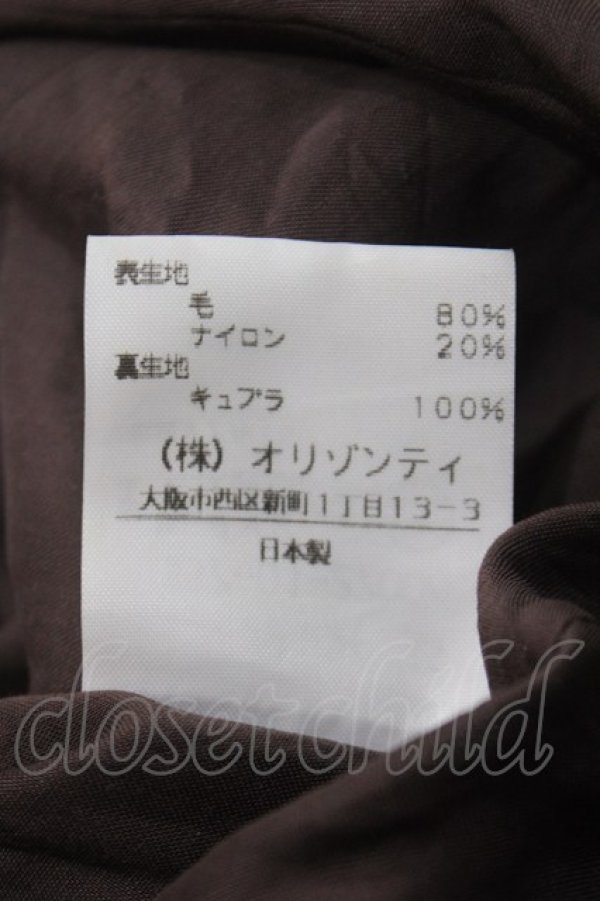 表生地
毛 80%
ナイロン 20%
裏生地
キュプラ 100%
(株) オリゾンティ
大阪市西区新町1丁目13-3
日本製
closet child